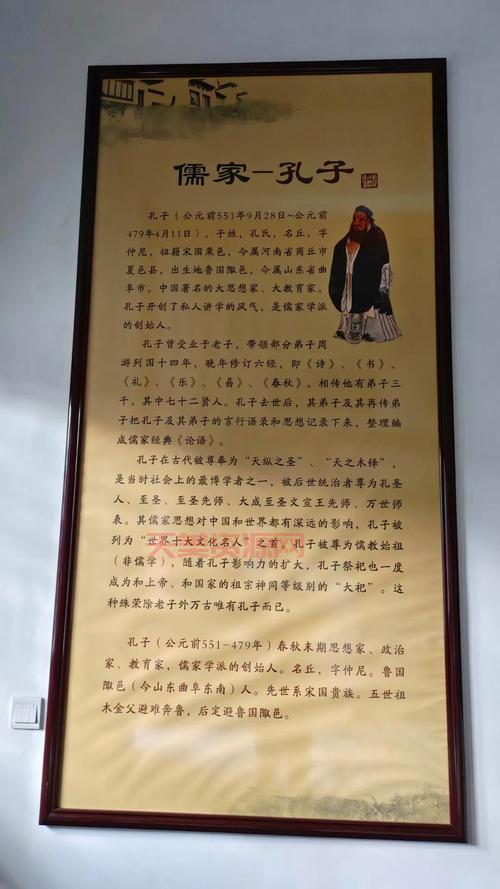 儒家-孔子
孔子（公元前551年9月28日~公元前
479年4月11日），子姓，孔氏，名丘，字
仲尼，祖籍宋国栗邑，今属河南省商丘市
夏邑县，出生地鲁国陬邑，今属山东省曲
阜市。中国著名的大思想家、大教育家。
孔子开创了私人讲学的风气，是儒家学派
的创始人。
孔子曾受业于老子，带领部分弟子周
游列国十四年，晚年修订六经，即《诗》、《书》、
《礼》、《乐》、《易》、《春秋》。相传他有弟子三
千，其中七十二贤人。孔子去世后，其弟子及其再传弟
子把孔子及其弟子的言行语录和思想记录下来，整理编
成儒家经典《论语》。
孔子在古代被尊奉为“天纵之圣”、“天之木铎”，
是当时社会上的最博学者之一，被后世统治者尊为孔圣
人、至圣、至圣先师、大成至圣文宣王先师、万世师
表。其儒家思想对中国和世界都有深远的影响，孔子被
列为“世界十大文化名人”之首。孔子被尊为儒教始祖
（非儒学），随着孔子影响力的扩大，孔子祭祀也一度
成为和上帝、和国家的祖宗神同等级别的“大祀”。这
种殊荣除老子外万古唯有孔子而已。
孔子（公元前551-479年）春秋末期思想家、政治
家、教育家，儒家学派的创始人。名丘，字仲尼。鲁国
陬邑（今山东曲阜东南）人。先世系宋国贵族。五世祖
木金父避难奔鲁，后定避鲁国陬邑。